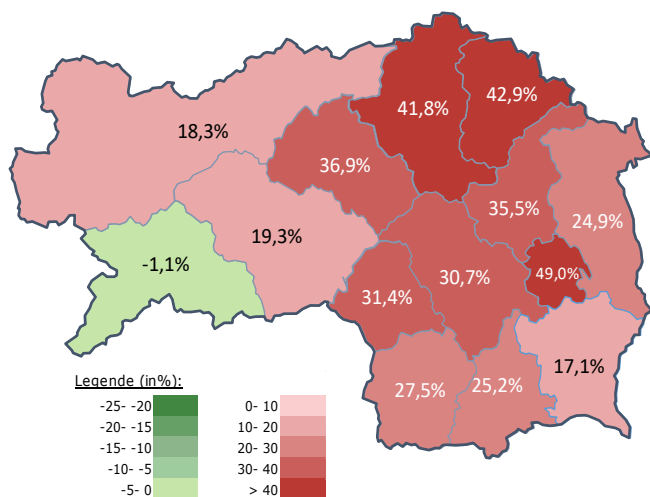 42,9%
41,8%
18,3%
36,9%
35,5%
24,9%
19,3%
-1,1%
49,0%
30,7%
31,4%
17,1%
27,5%
25,2%
Legende (in%):
-25- -20 0- 10
-20- -15 10- 20
-15- -10 20- 30
-10- -5 30- 40
-5- 0 > 40